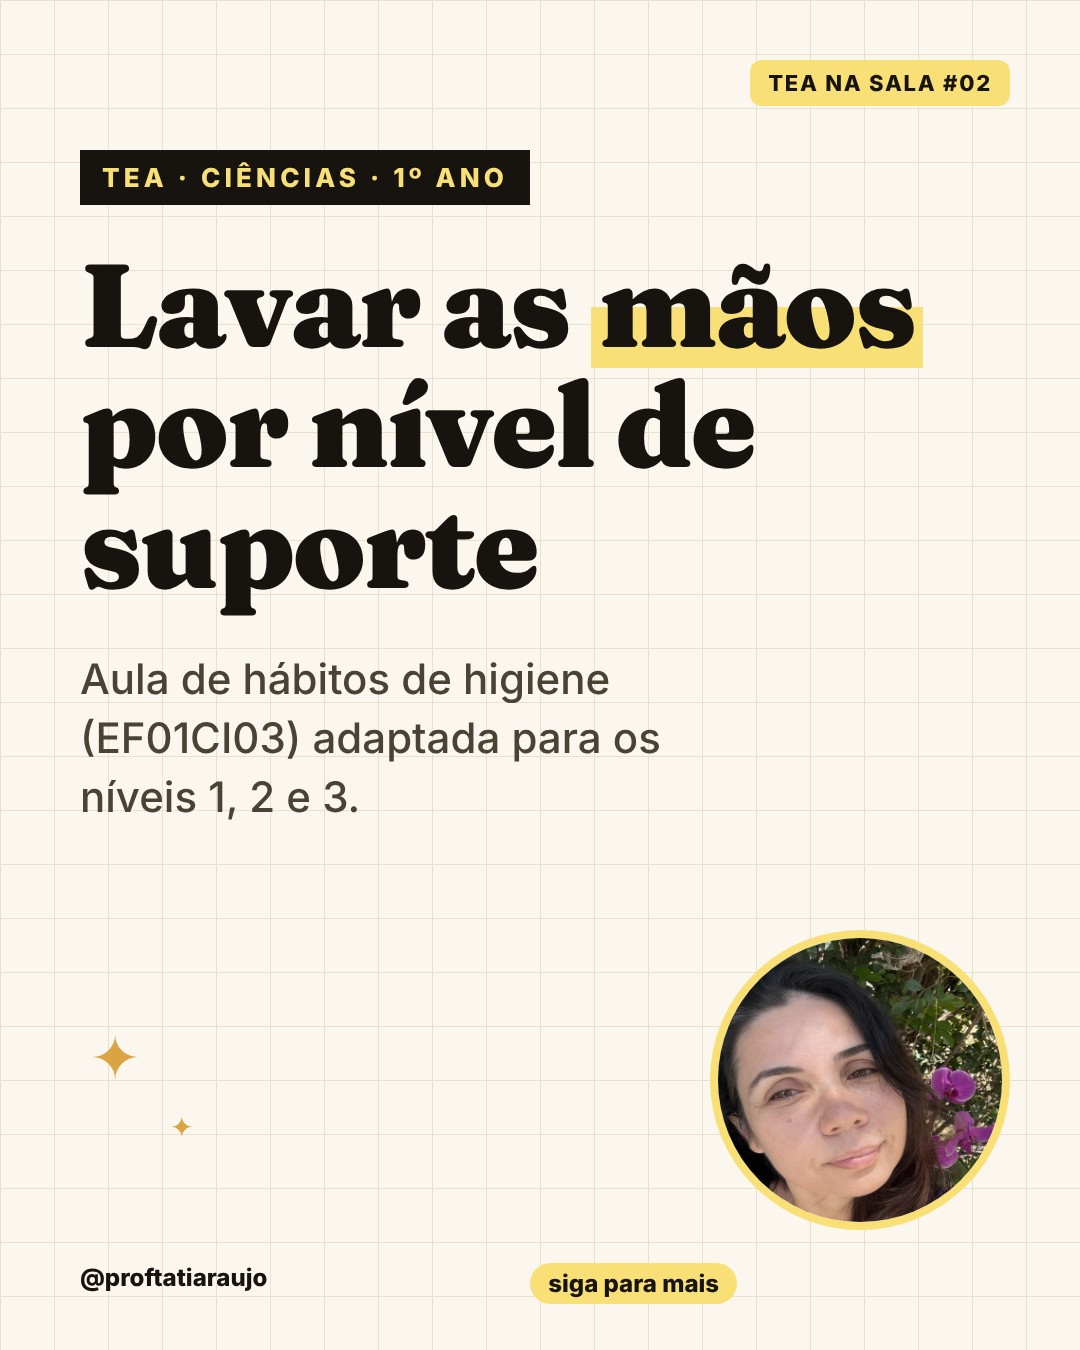 TEA NA SALA #02
TEA · CIÊNCIAS · 1º ANO
Lavar as mãos
por nível de
suporte
Aula de hábitos de higiene
(EF01CI03) adaptada para os
níveis 1, 2 e 3.
@proftatiaraujo
siga para mais